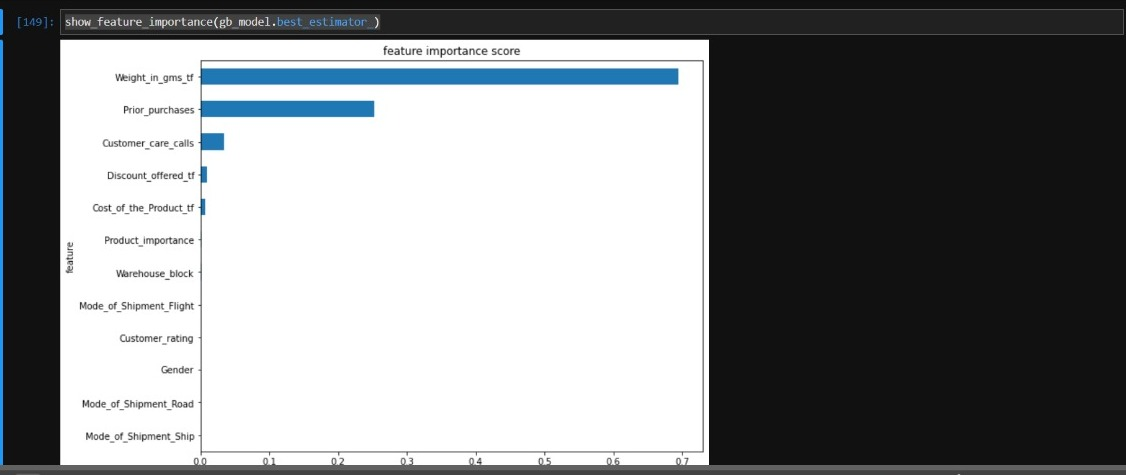 [149]: show_feature_importance(gb_model.best_estimator_)
feature importance score
Weight_in_gms_tf
Prior_purchases
Customer_care_calls
Discount_offered_tf
Cost_of_the_Product_tf
Product_importance
Warehouse_block
Mode_of_Shipment_Flight
Customer_rating
Gender
Mode_of_Shipment_Road
Mode_of_Shipment_Ship
feature
0.0 0.1 0.2 0.3 0.4 0.5 0.6 0.7